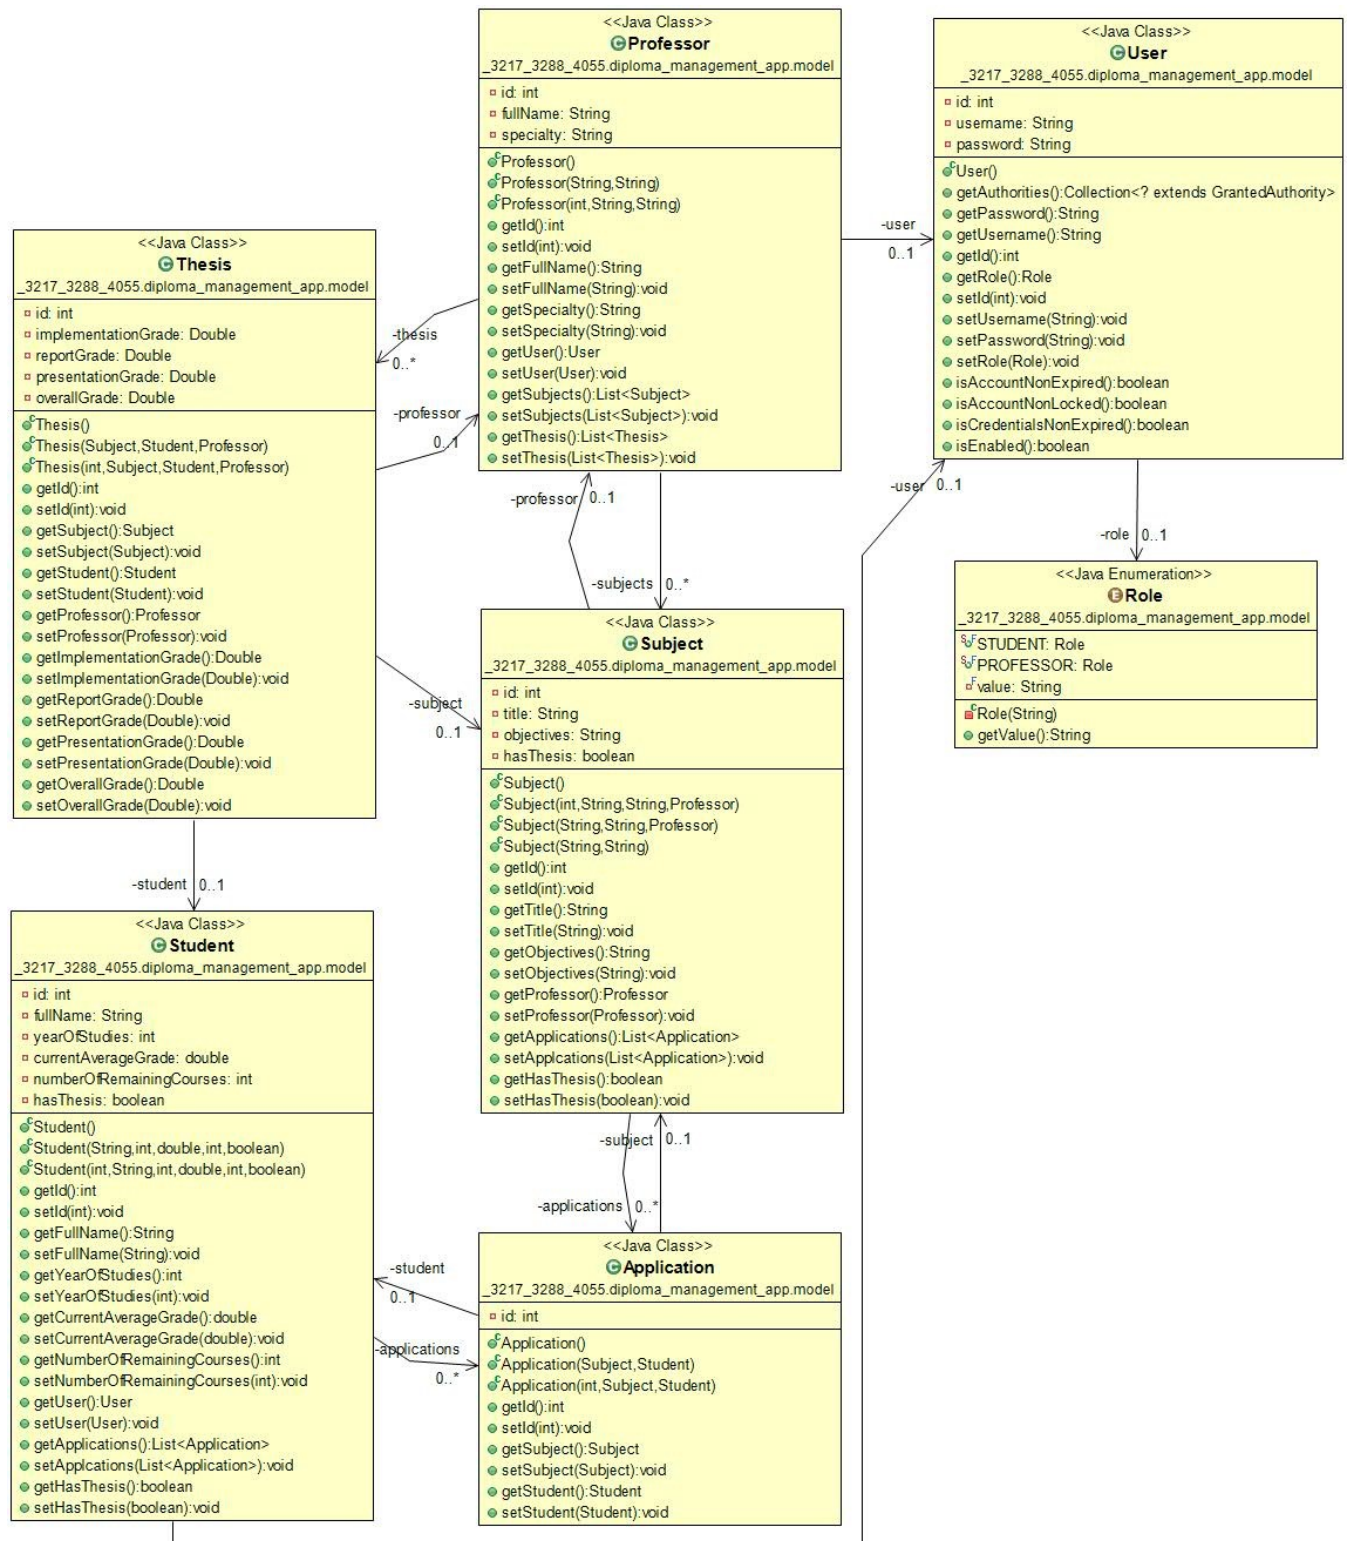 <<Java Class>>
Professor
_3217_3288_4055.diploma_management_app.model
id: int
fullName: String
specialty: String
Professor()
Professor(String,String)
Professor(int,String,String)
getId():int
setId(int):void
getFullName():String
setFullName(String):void
getSpecialty():String
setSpecialty(String):void
getUser():User
setUser(User):void
getSubjects():List<Subject>
setSubjects(List<Subject>):void
getThesis():List<Thesis>
setThesis(List<Thesis>):void
<<Java Class>>
User
_3217_3288_4055.diploma_management_app.model
id: int
username: String
password: String
User()
getAuthorities():Collection<? extends GrantedAuthority>
getPassword():String
getUsername():String
getId():int
getRole():Role
setId(int):void
setUsername(String):void
setPassword(String):void
setRole(Role):void
isAccountNonExpired():boolean
isAccountNonLocked():boolean
isCredentialsNonExpired():boolean
isEnabled():boolean
-user
0..1
<<Java Class>>
Thesis
_3217_3288_4055.diploma_management_app.model
id: int
implementationGrade: Double
reportGrade: Double
presentationGrade: Double
overallGrade: Double
Thesis()
Thesis(Subject,Student,Professor)
Thesis(int,Subject,Student,Professor)
getId():int
setId(int):void
getSubject():Subject
setSubject(Subject):void
getStudent():Student
setStudent(Student):void
getProfessor():Professor
setProfessor(Professor):void
getImplementationGrade():Double
setImplementationGrade(Double):void
getReportGrade():Double
setReportGrade(Double):void
getPresentationGrade():Double
setPresentationGrade(Double):void
getOverallGrade():Double
setOverallGrade(Double):void
-thesis
0..*
-professor
0..1
-professor
0..1
-subjects
0..*
-user
0..1
-role
0..1
<<Java Enumeration>>
Role
_3217_3288_4055.diploma_management_app.model
STUDENT: Role
PROFESSOR: Role
value: String
Role(String)
getValue():String
-subject
0..1
<<Java Class>>
Subject
_3217_3288_4055.diploma_management_app.model
id: int
title: String
objectives: String
hasThesis: boolean
Subject()
Subject(int,String,String,Professor)
Subject(String,String,Professor)
Subject(String,String)
getId():int
setId(int):void
getTitle():String
setTitle(String):void
getObjectives():String
setObjectives(String):void
getProfessor():Professor
setProfessor(Professor):void
getApplications():List<Application>
setApplcations(List<Application>):void
getHasThesis():boolean
setHasThesis(boolean):void
-student
0..1
<<Java Class>>
Student
_3217_3288_4055.diploma_management_app.model
id: int
fullName: String
yearOfStudies: int
currentAverageGrade: double
numberOfRemainingCourses: int
hasThesis: boolean
Student()
Student(String,int,double,int,boolean)
Student(int,String,int,double,int,boolean)
getId():int
setId(int):void
getFullName():String
setFullName(String):void
getYearOfStudies():int
setYearOfStudies(int):void
getCurrentAverageGrade():double
setCurrentAverageGrade(double):void
getNumberOfRemainingCourses():int
setNumberOfRemainingCourses(int):void
getUser():User
setUser(User):void
getApplications():List<Application>
setApplcations(List<Application>):void
getHasThesis():boolean
setHasThesis(boolean):void
-subject
0..1
-applications
0..*
-student
0..1
-applications
0..*
<<Java Class>>
Application
_3217_3288_4055.diploma_management_app.model
id: int
Application()
Application(Subject,Student)
Application(int,Subject,Student)
getId():int
setId(int):void
getSubject():Subject
setSubject(Subject):void
getStudent():Student
setStudent(Student):void